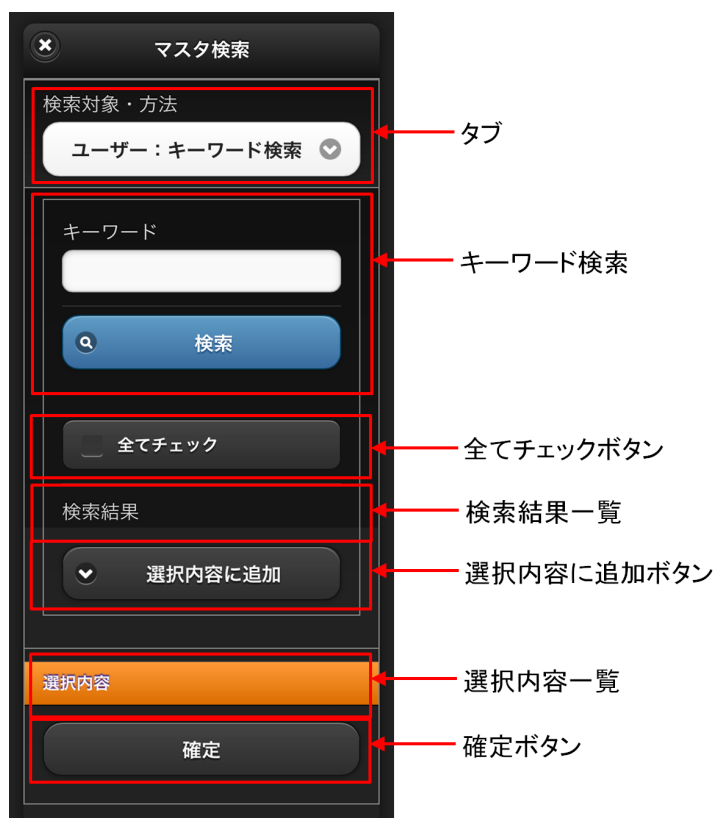 マスタ検索
検索対象・方法
ユーザー：キーワード検索
タブ
キーワード
キーワード検索
検索
全てチェック
全てチェックボタン
検索結果
検索結果一覧
選択内容に追加
選択内容に追加ボタン
選択内容
選択内容一覧
確定
確定ボタン